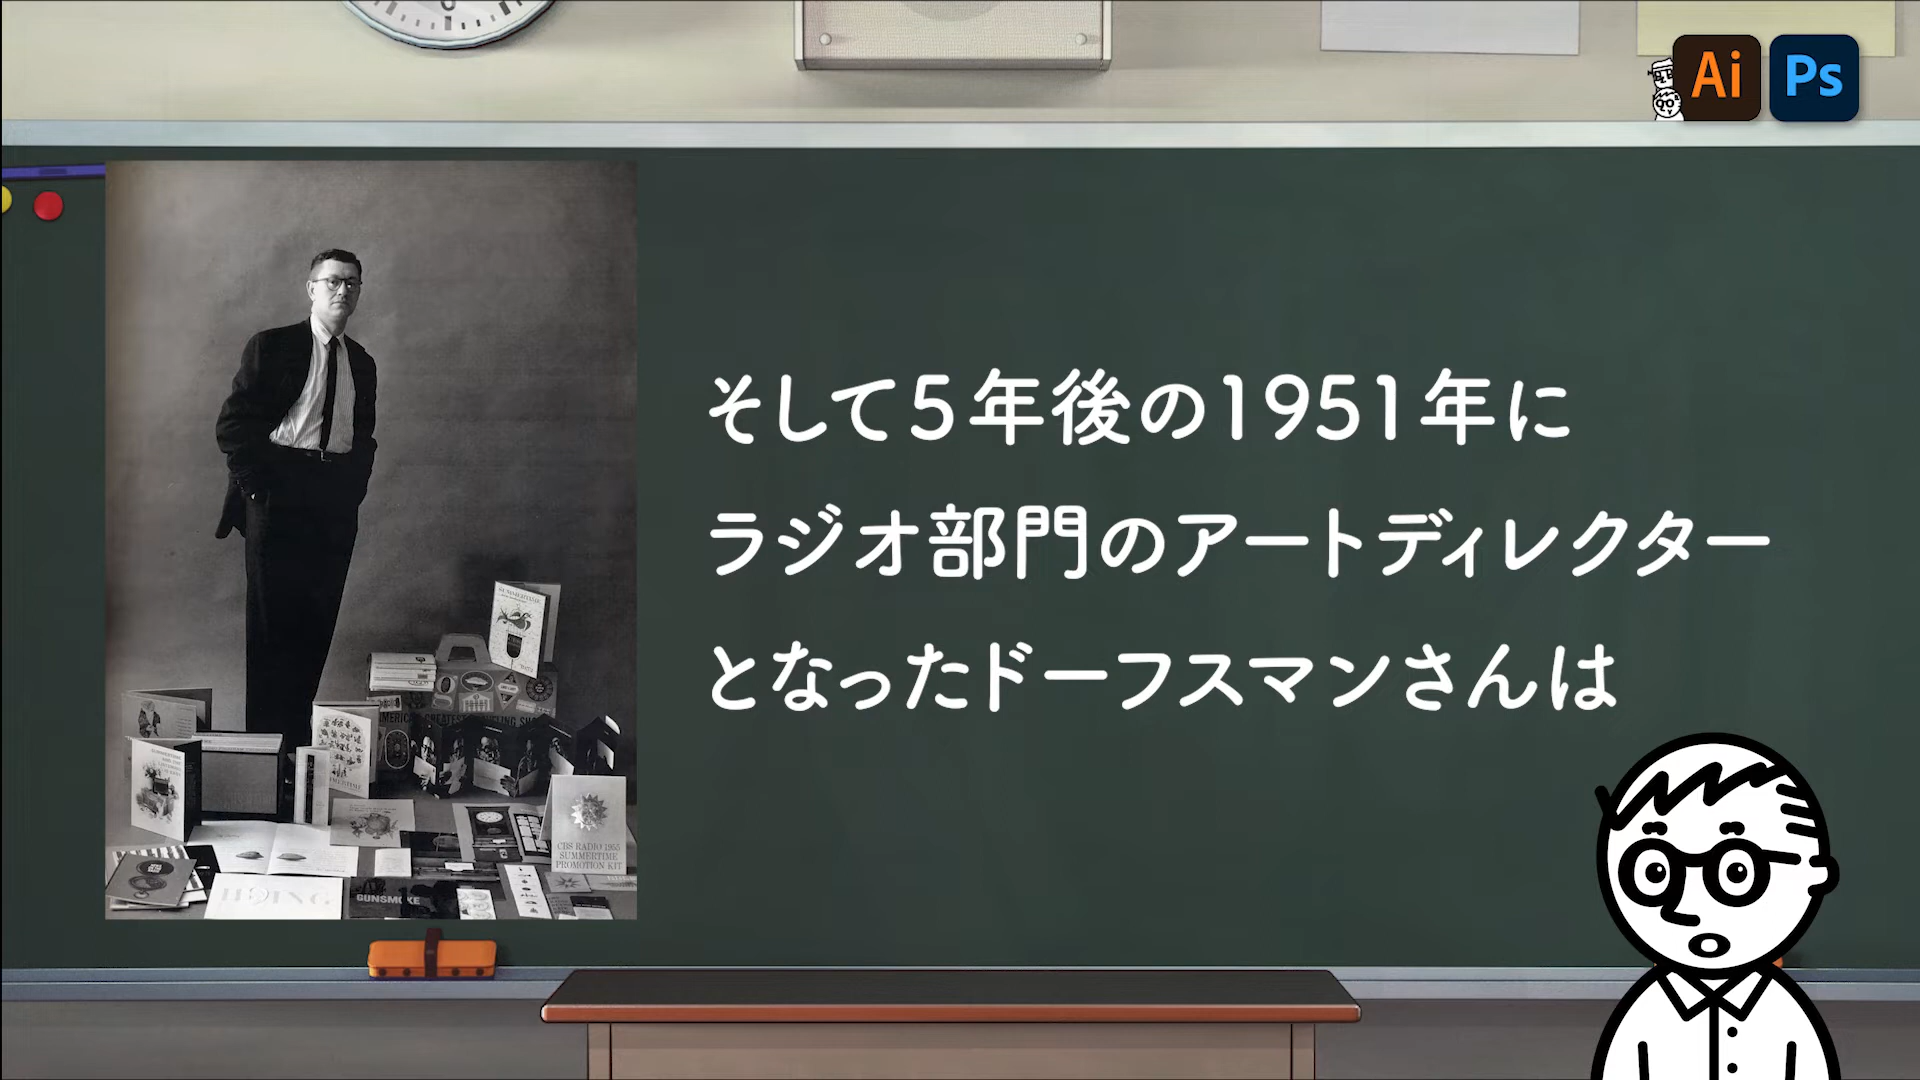 Ai Ps
そして5年後の1951年に
ラジオ部門のアートディレクター
となったドーフスマンさんは
SUMMERTIME
CBS RADIO 1955
SUMMERTIME
PROMOTION KIT
GUNSMOKE